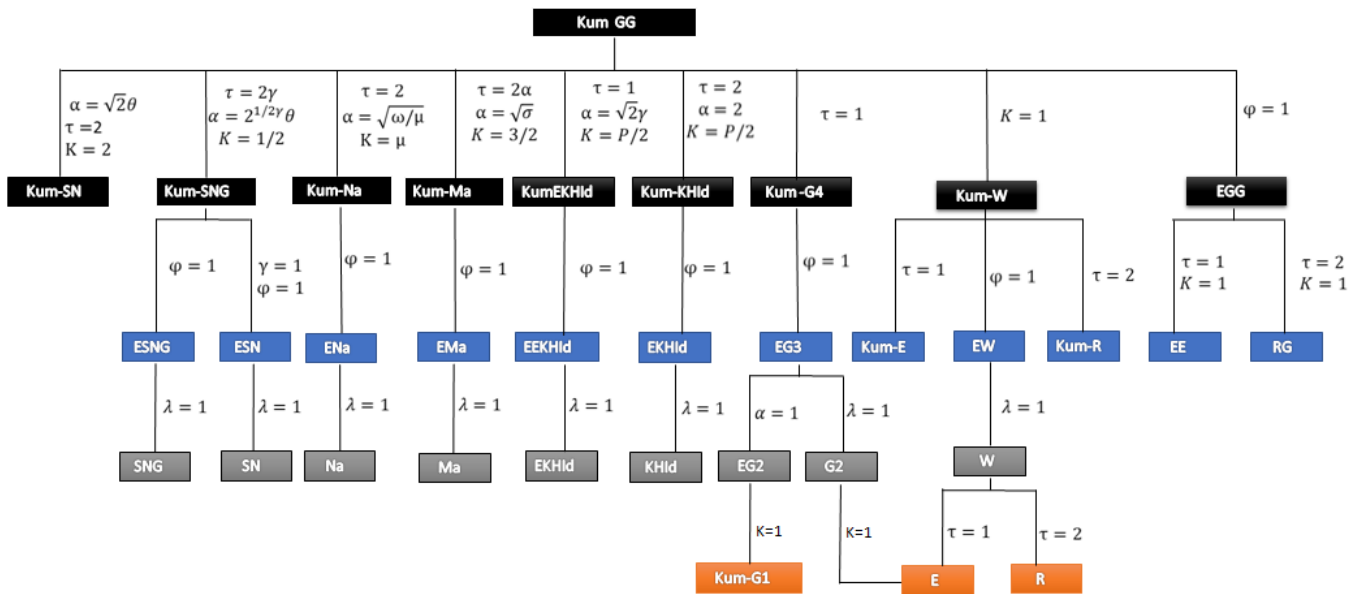 Kum GG
α = √2θ
τ =2
K = 2
τ = 2γ
α = 2^{1/2γ}θ
K = 1/2
τ = 2
α = √ω/μ
K = μ
τ = 2α
α = √σ
K = 3/2
τ = 1
α = √2γ
K = P/2
τ = 2
α = 2
K = P/2
τ = 1
K = 1
φ = 1
Kum-SN
Kum-SNG
Kum-Na
Kum-Ma
KumEKHId
Kum-KHId
Kum -G4
Kum-W
EGG
φ = 1
γ = 1
φ = 1
φ = 1
φ = 1
φ = 1
φ = 1
φ = 1
τ = 1
φ = 1
τ = 2
τ = 1
K = 1
τ = 2
K = 1
ESNG
ESN
ENa
EMa
EEKHId
EKHId
EG3
Kum-E
EW
Kum-R
EE
RG
λ = 1
λ = 1
λ = 1
λ = 1
λ = 1
λ = 1
α = 1
λ = 1
λ = 1
SNG
SN
Na
Ma
EKHId
KHId
EG2
G2
W
K=1
K=1
τ = 1
τ = 2
Kum-G1
E
R